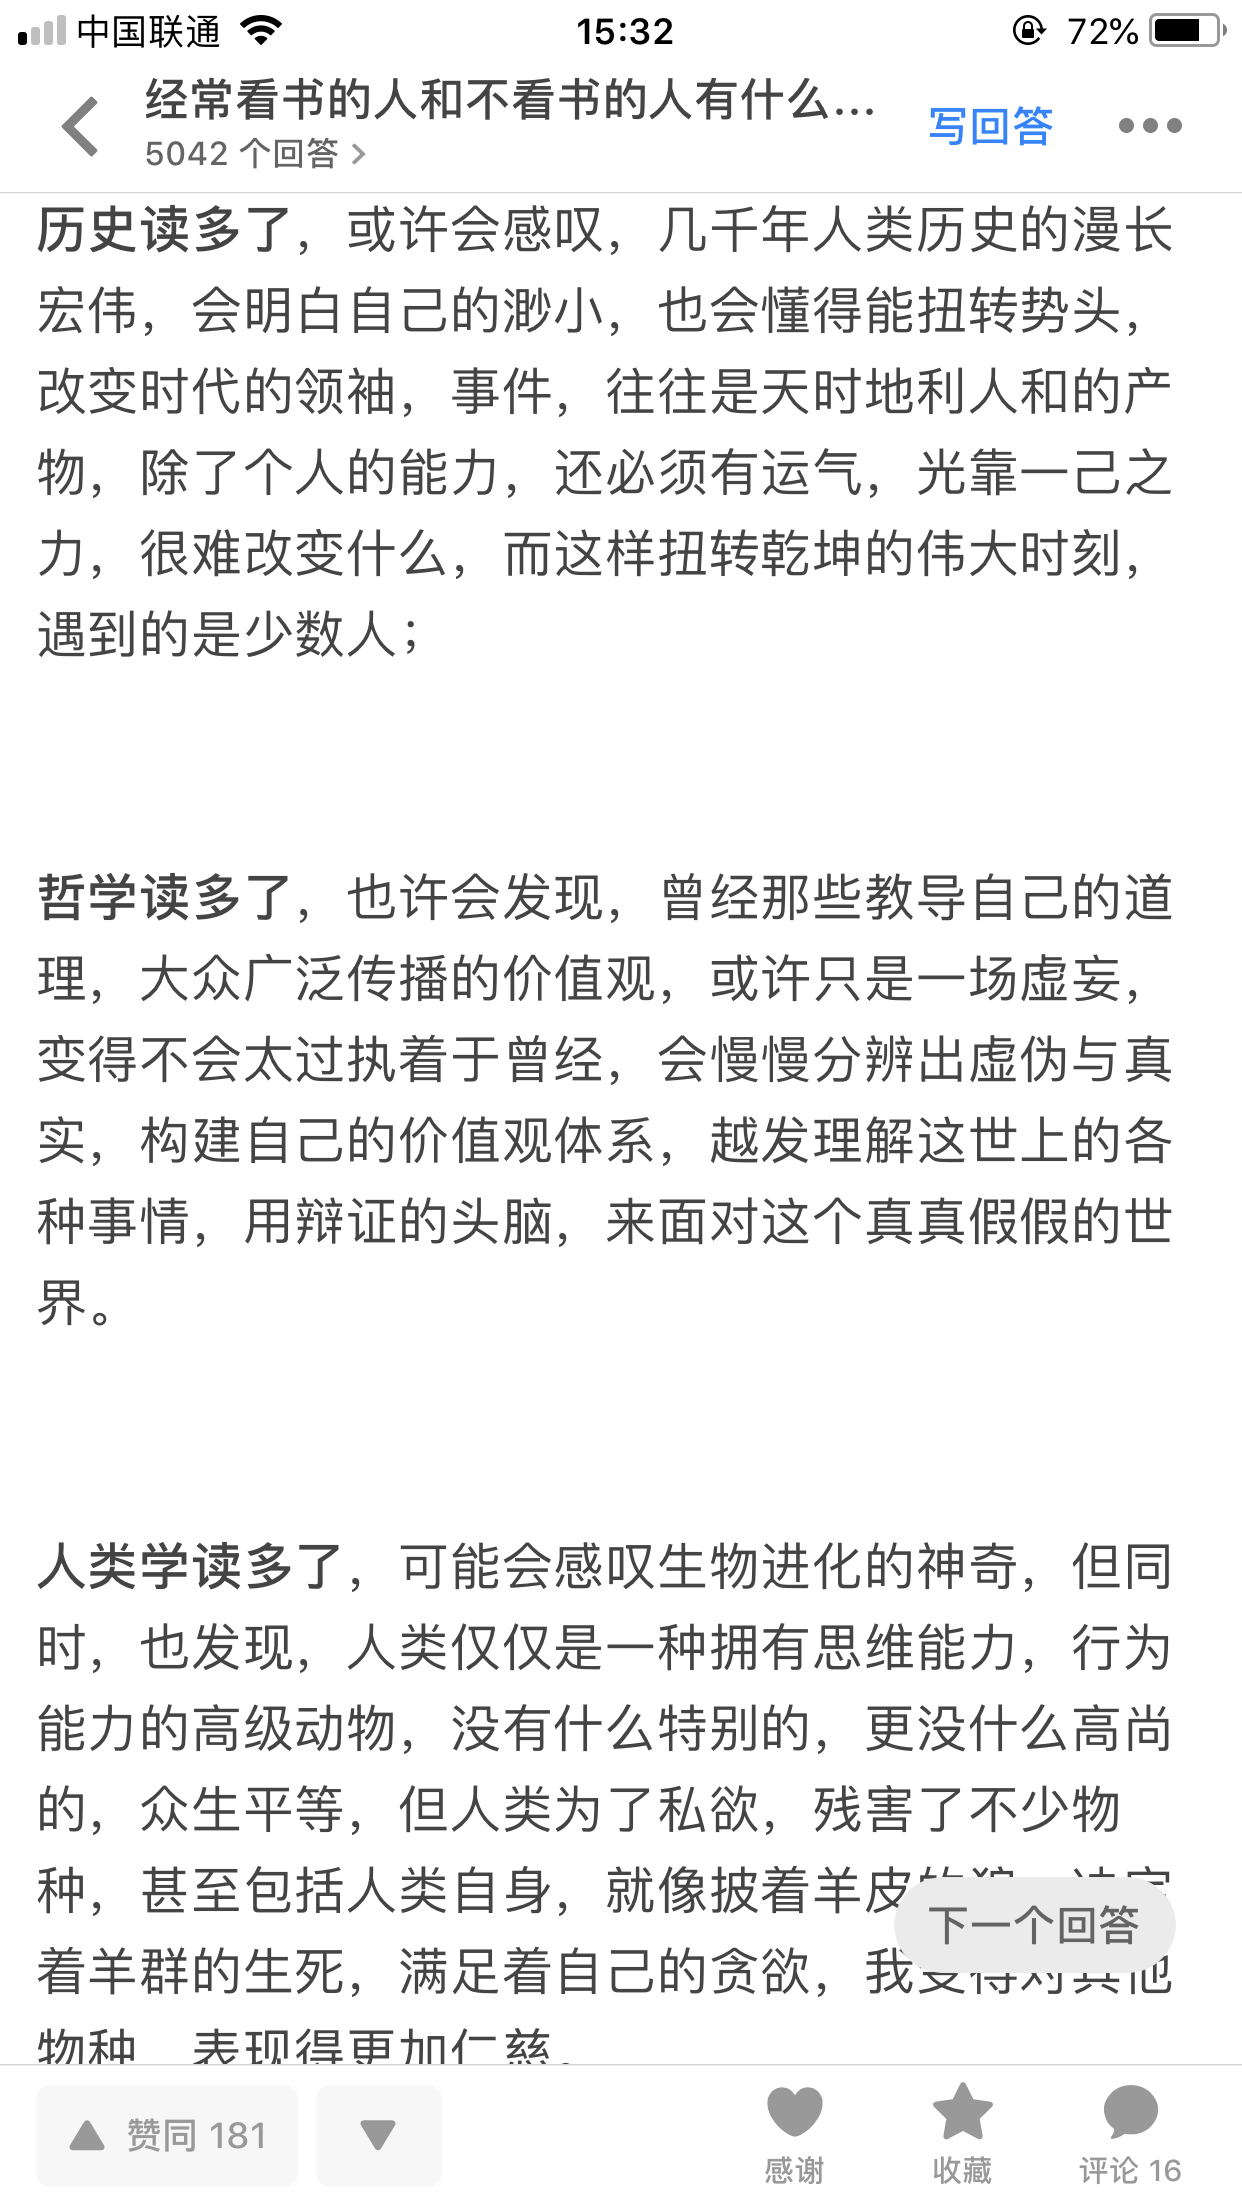 中国联通 15:32 72%
经常看书的人和不看书的人有什么... 写回答
5042 个回答
历史读多了，或许会感叹，几千年人类历史的漫长
宏伟，会明白自己的渺小，也会懂得能扭转势头，
改变时代的领袖，事件，往往是天时地利人和的产
物，除了个人的能力，还必须有运气，光靠一己之
力，很难改变什么，而这样扭转乾坤的伟大时刻，
遇到的是少数人；
哲学读多了，也许会发现，曾经那些教导自己的道
理，大众广泛传播的价值观，或许只是一场虚妄，
变得不会太过执着于曾经，会慢慢分辨出虚伪与真
实，构建自己的价值观体系，越发理解这世上的各
种事情，用辩证的头脑，来面对这个真真假假的世
界。
人类学读多了，可能会感叹生物进化的神奇，但同
时，也发现，人类仅仅是一种拥有思维能力，行为
能力的高级动物，没有什么特别的，更没什么高尚
的，众生平等，但人类为了私欲，残害了不少物
种，甚至包括人类自身，就像披着羊皮的狼，决定
下一个回答
着羊群的生死，满足着自己的贪欲，我变得对其他
物种，表现得更加仁慈。
赞同 181
感谢 收藏 评论 16